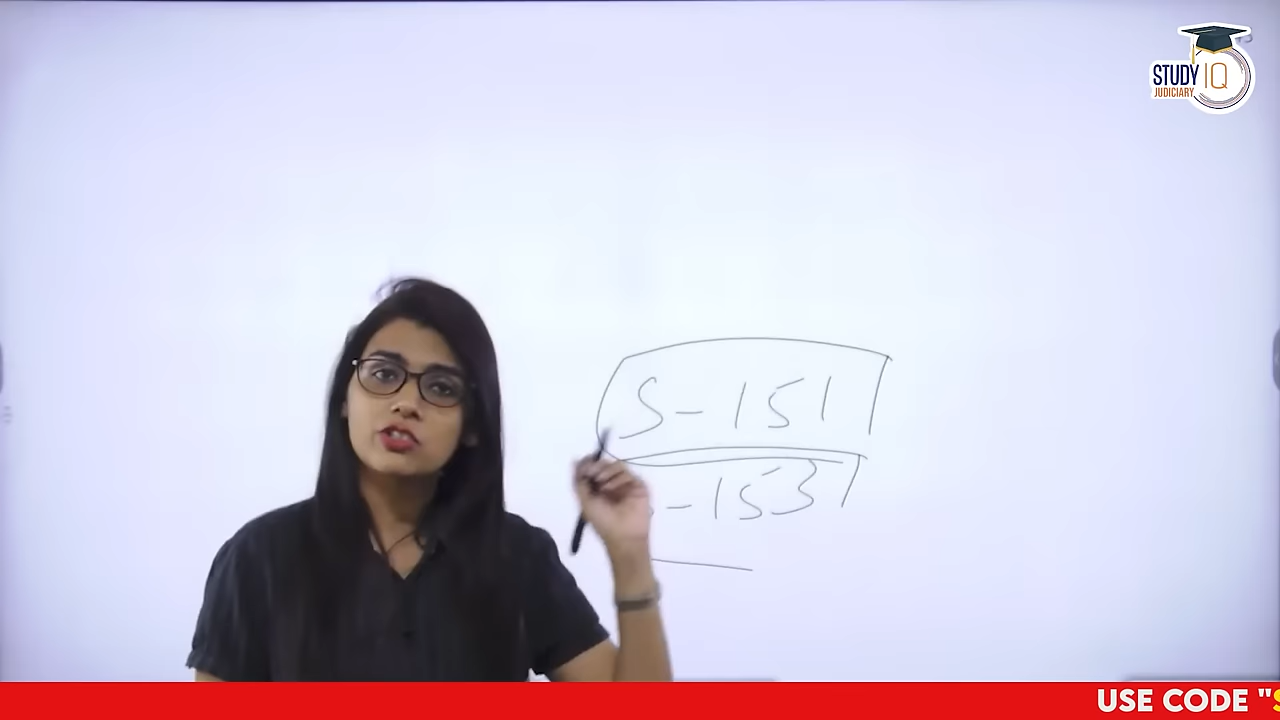 STUDY IQ
JUDICIARY
S-151
-153
USE CODE "S